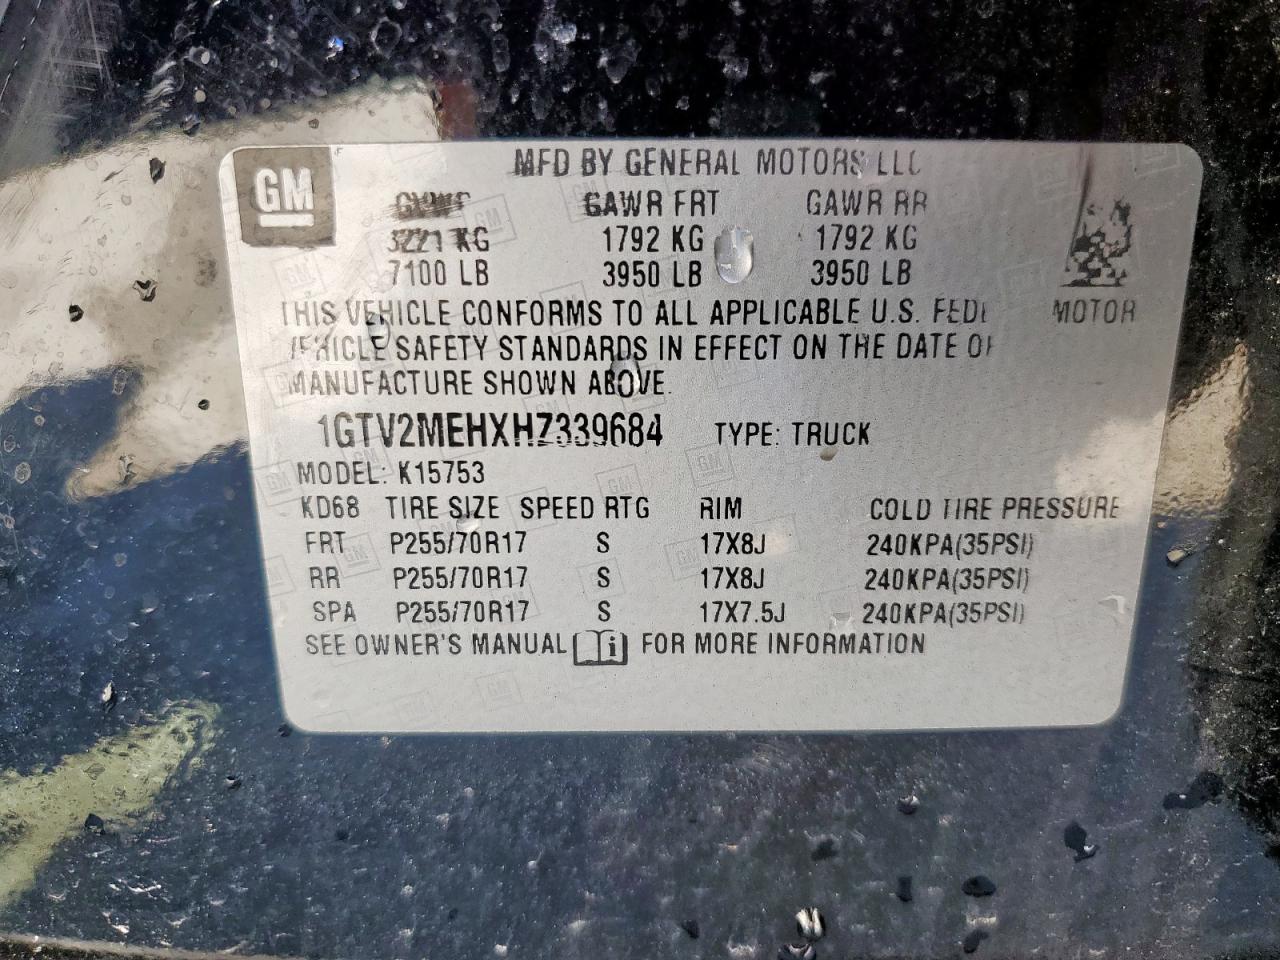 GM
MFD BY GENERAL MOTORS LLC
GAWR FRT GAWR RR
3221 KG 1792 KG 1792 KG
7100 LB 3950 LB 3950 LB
THIS VEHICLE CONFORMS TO ALL APPLICABLE U.S. MOTOR
VEHICLE SAFETY STANDARDS IN EFFECT ON THE DATE OF
MANUFACTURE SHOWN ABOVE.
1GTV2MEHXHZ339684 TYPE: TRUCK
MODEL: K15753
KD68 TIRE SIZE SPEED RTG RIM COLD TIRE PRESSURE
FRT P255/70R17 S 17X8J 240KPA(35PSI)
RR P255/70R17 S 17X8J 240KPA(35PSI)
SPA P255/70R17 S 17X7.5J 240KPA(35PSI)
SEE OWNER'S MANUAL FOR MORE INFORMATION